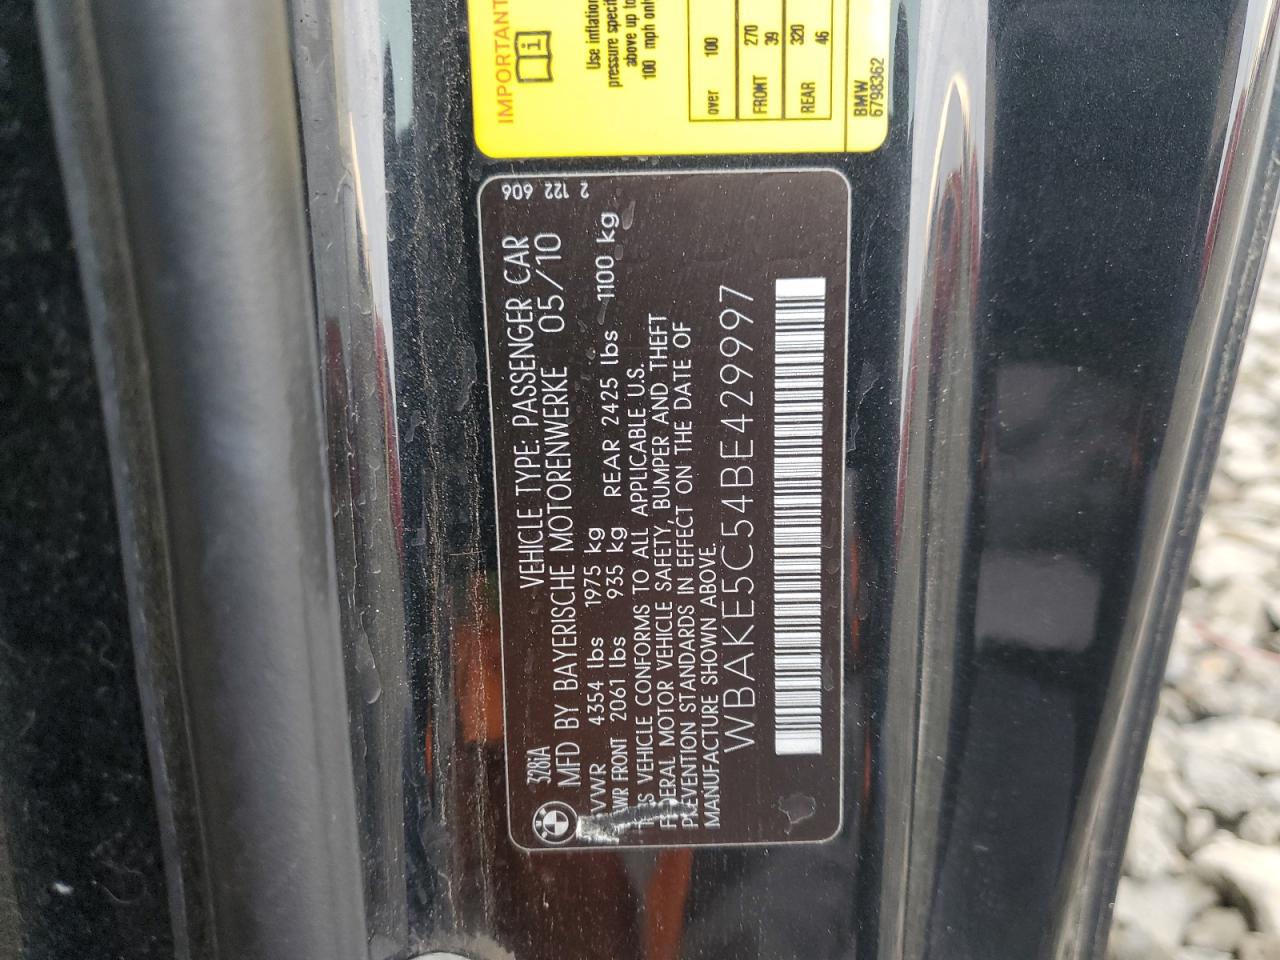 328iA VEHICLE TYPE: PASSENGER CAR
MFD BY BAYERISCHE MOTORENWERKE 05/10
GVWR 4354 lbs 1975 kg
GAWR FRONT 2061 lbs 935 kg REAR 2425 lbs 1100 kg
THIS VEHICLE CONFORMS TO ALL APPLICABLE U.S.
FEDERAL MOTOR VEHICLE SAFETY, BUMPER AND THEFT
PREVENTION STANDARDS IN EFFECT ON THE DATE OF
MANUFACTURE SHOWN ABOVE.
WBAKE5C54BE429997
2 122 606
IMPORTANT
Use inflation
pressure
above up to
100 mph only
over 100
FRONT 270
39
REAR 320
46
BMW
6798362